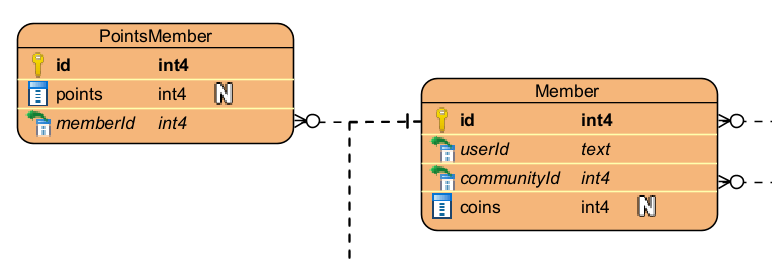 PointsMember
id int4
points int4 N
memberId int4
Member
id int4
userId text
communityId int4
coins int4 N